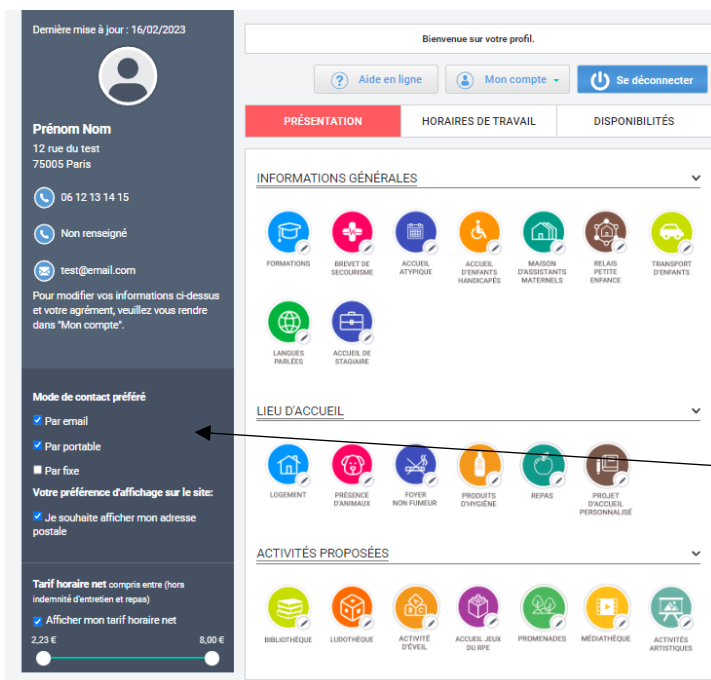 Dernière mise à jour : 16/02/2023
Prénom Nom
12 rue du test
75005 Paris
06 12 13 14 15
Non renseigné
test@email.com
Pour modifier vos informations ci-dessus
et votre agrément, veuillez vous rendre
dans "Mon compte".
Mode de contact préféré
Par email
Par portable
Par fixe
Votre préférence d'affichage sur le site:
Je souhaite afficher mon adresse
postale
Tarif horaire net compris entre (hors
indemnité d'entretien et repas)
Afficher mon tarif horaire net
2,23 € 8,00 €
Bienvenue sur votre profil.
Aide en ligne Mon compte Se déconnecter
PRÉSENTATION HORAIRES DE TRAVAIL DISPONIBILITÉS
INFORMATIONS GÉNÉRALES
FORMATIONS
BREVET DE
SECOURISME
ACCUEIL
ATYPIQUE
ACCUEIL
D'ENFANTS
HANDICAPÉS
MAISON
D'ASSISTANTS
MATERNELS
RELAIS
PETITE
ENFANCE
TRANSPORT
D'ENFANTS
LANGUES
PARLÉES
ACCUEIL DE
STAGIAIRE
LIEU D'ACCUEIL
LOGEMENT
PRÉSENCE
D'ANIMAUX
FOYER
NON FUMEUR
PRODUITS
D'HYGIÈNE
REPAS
PROJET
D'ACCUEIL
PERSONNALISÉ
ACTIVITÉS PROPOSÉES
BIBLIOTHÈQUE
LUDOTHÈQUE
ACTIVITÉ
D'ÉVEIL
ACCUEIL JEUX
DU RPE
PROMENADES
MÉDIATHÈQUE
ACTIVITÉS
ARTISTIQUES